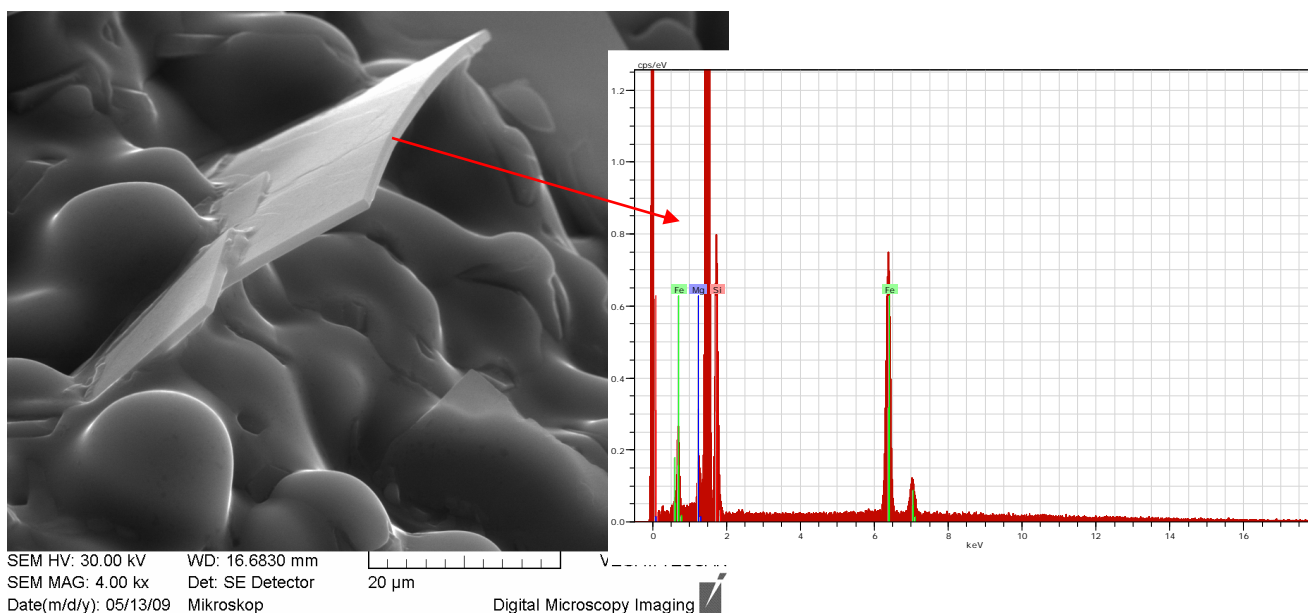 cps/eV
1.2
1.0
0.8
0.6
0.4
0.2
0.0
Fe Mg Si Fe
0 2 4 6 8 10 12 14 16
keV
SEM HV: 30.00 kV WD: 16.6830 mm
SEM MAG: 4.00 kx Det: SE Detector 20 µm
Date(m/d/y): 05/13/09 Mikroskop Digital Microscopy Imaging